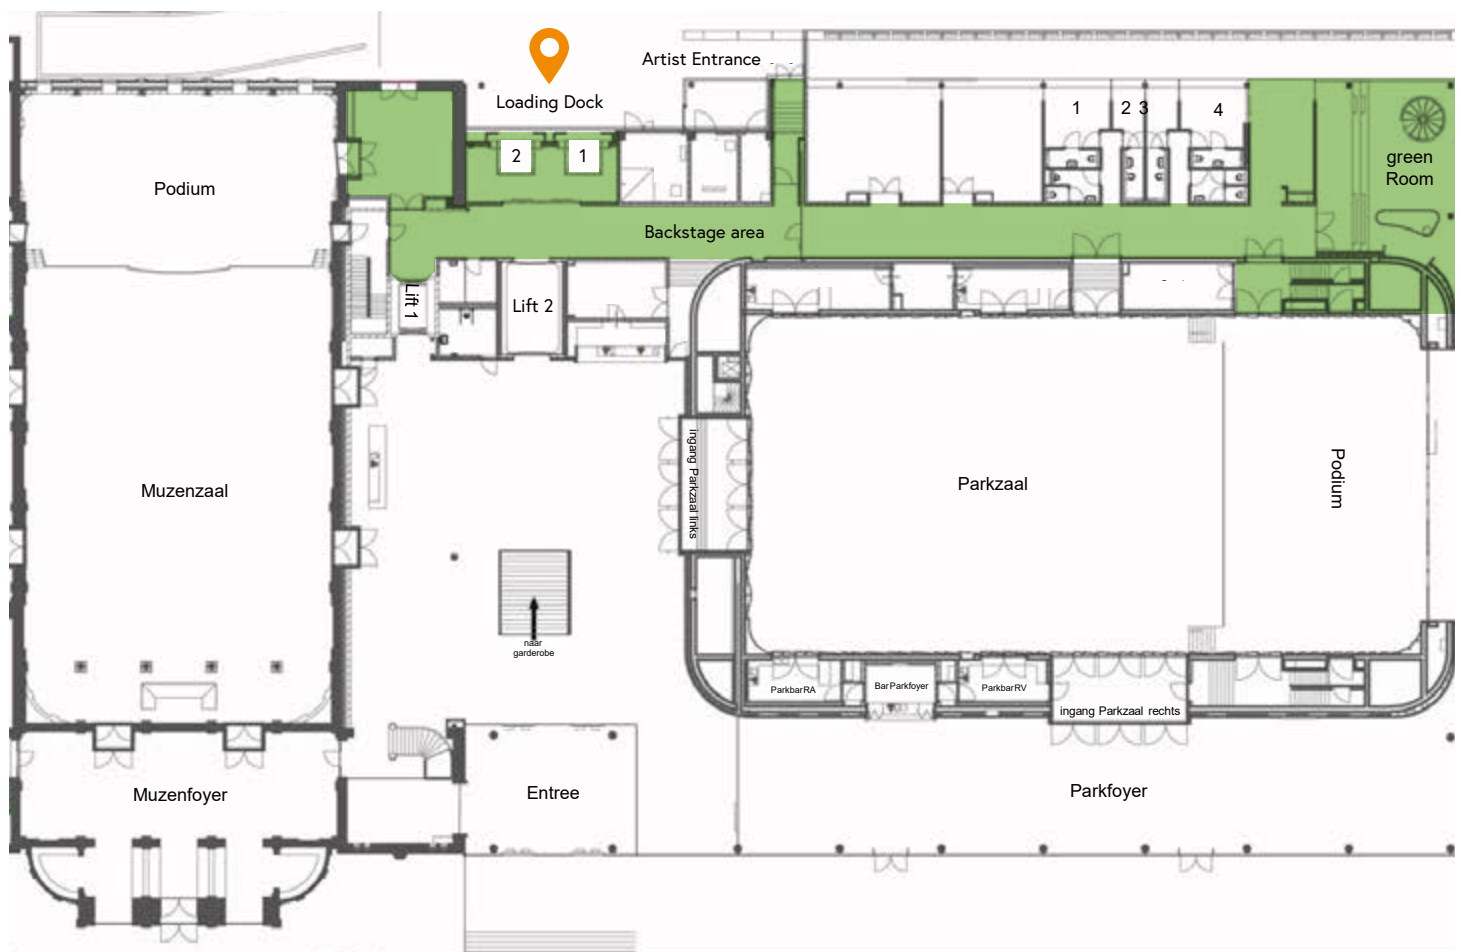 Artist Entrance
Loading Dock
2
1
1
2
3
4
green
Room
Podium
Backstage area
Lift 1
Lift 2
Muzenzaal
ingang Parkzaal links
Parkzaal
Podium
naar
garderobe
ParkbarRA
Bar Parkfoyer
ParkbarRV
ingang Parkzaal rechts
Muzenfoyer
Entree
Parkfoyer